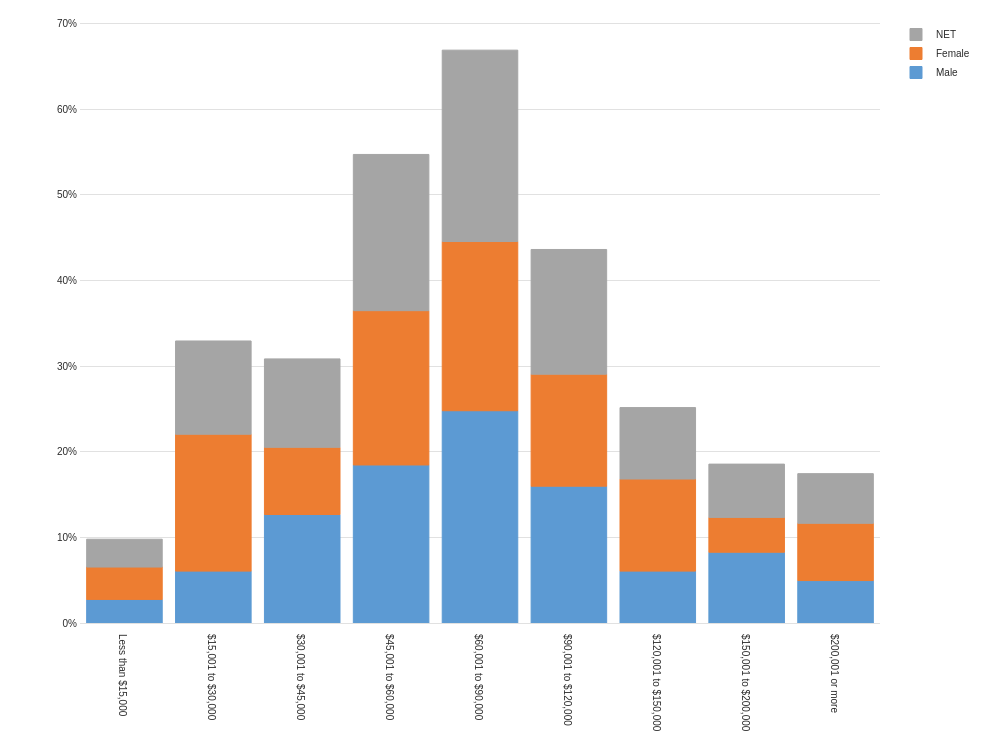 70%
60%
50%
40%
30%
20%
10%
0%
NET
Female
Male
Less than $15,000
$15,001 to $30,000
$30,001 to $45,000
$45,001 to $60,000
$60,001 to $90,000
$90,001 to $120,000
$120,001 to $150,000
$150,001 to $200,000
$200,001 or more